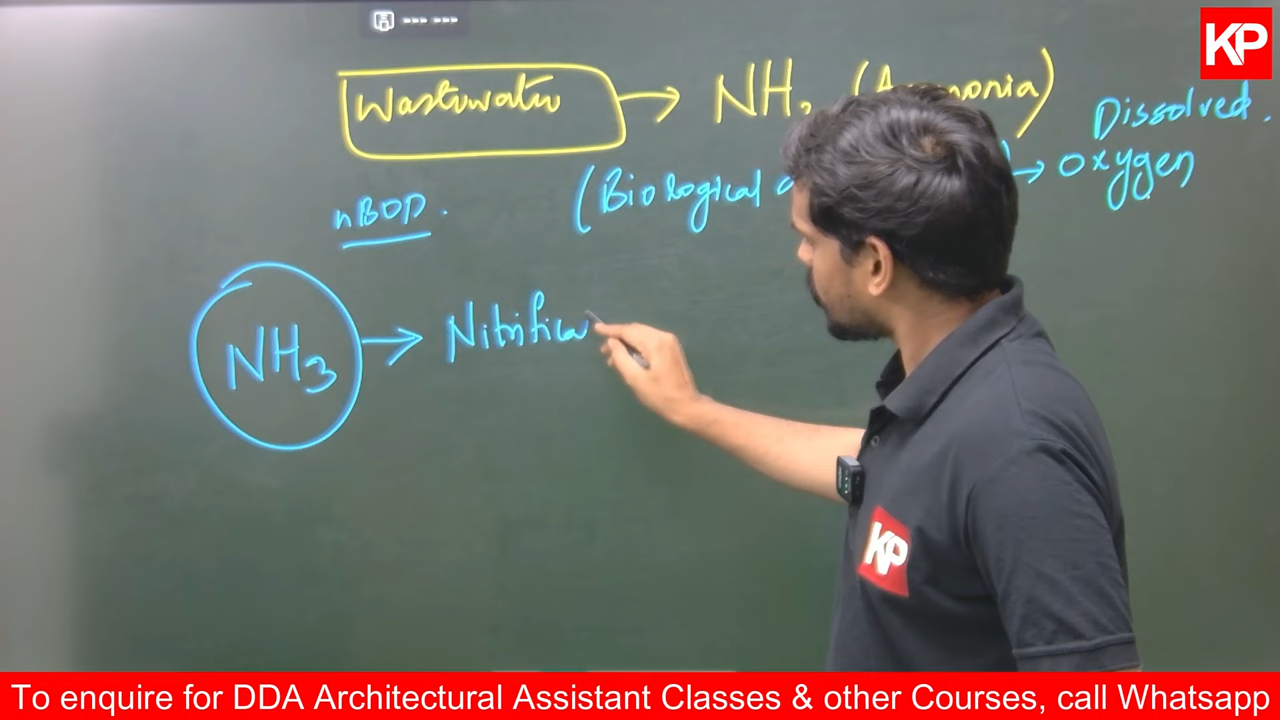 KP
Wastewater → NH
Dissolved.
(Biological → Oxygen
nBOD.
NH3 → Nitrifica
KP
To enquire for DDA Architectural Assistant Classes & other Courses, call Whatsapp